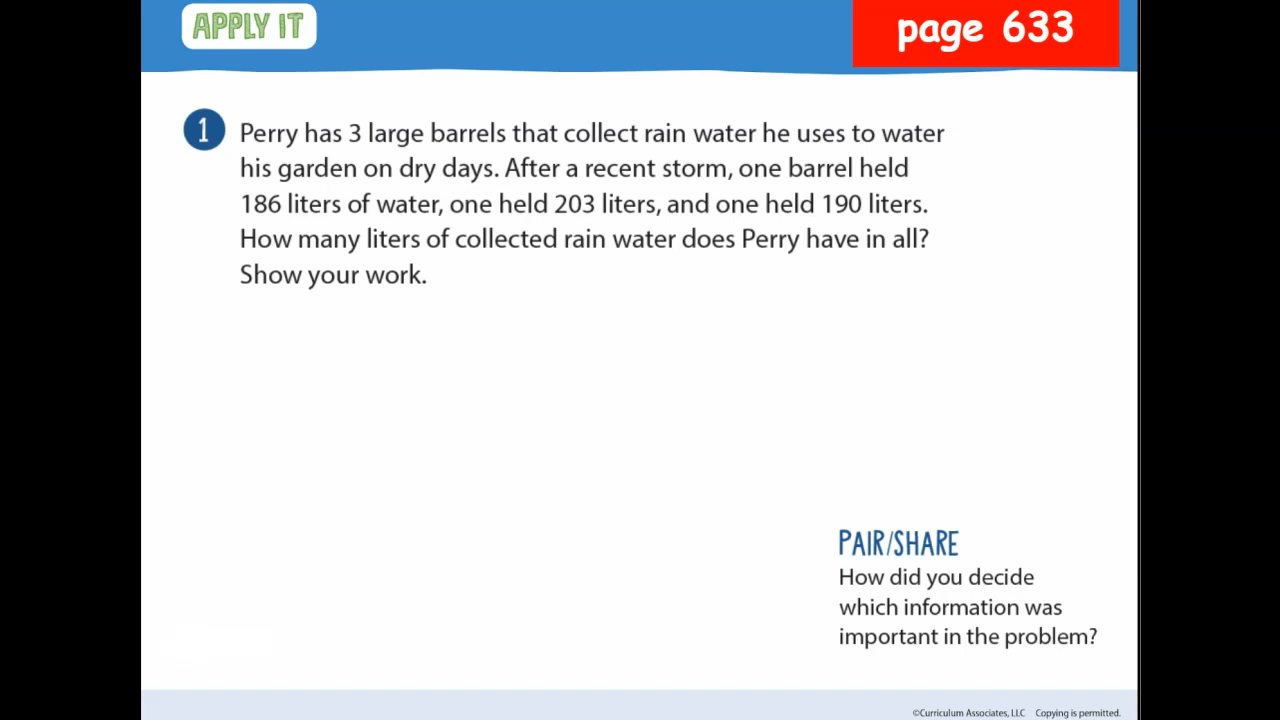 APPLY IT
page 633
1 Perry has 3 large barrels that collect rain water he uses to water
his garden on dry days. After a recent storm, one barrel held
186 liters of water, one held 203 liters, and one held 190 liters.
How many liters of collected rain water does Perry have in all?
Show your work.
PAIR/SHARE
How did you decide
which information was
important in the problem?
©Curriculum Associates, LLC Copying is permitted.